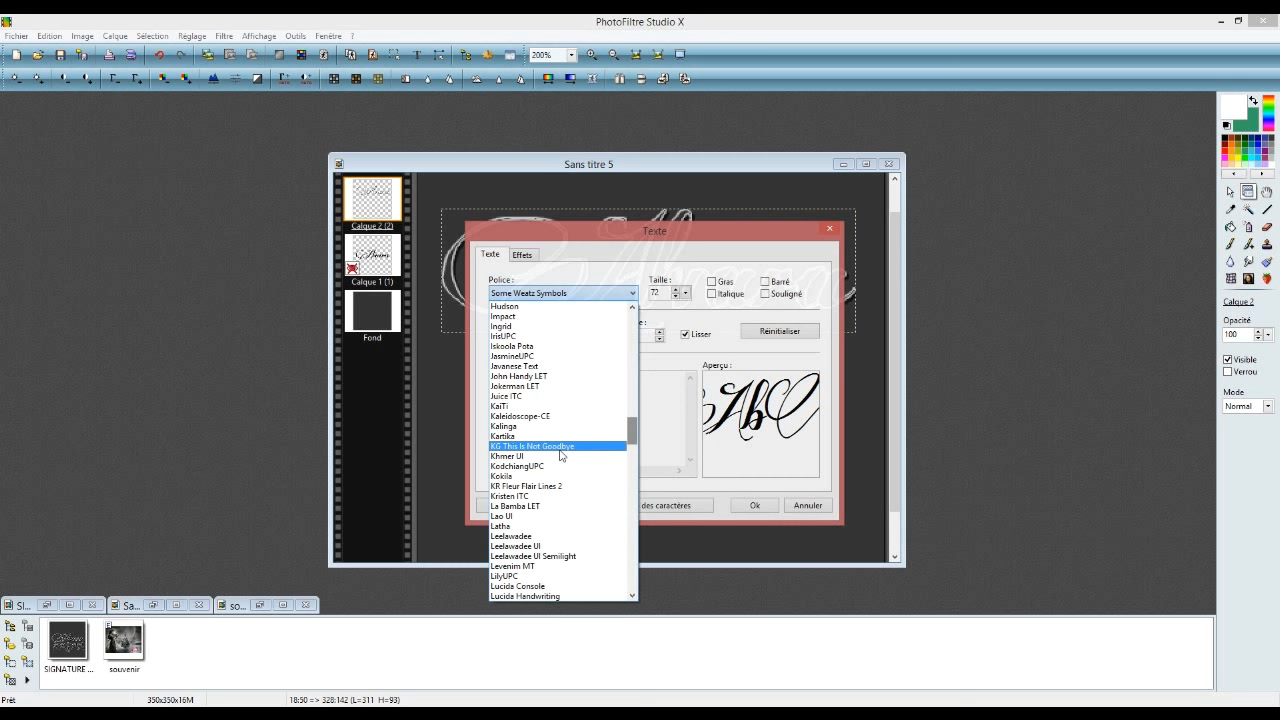 PhotoFiltre Studio X
Fichier Edition Image Calque Sélection Réglage Filtre Affichage Outils Fenêtre ?
200%
Sans titre 5
Calque 2 (2)
Calque 1 (1)
Fond
Texte
Texte Effets
Police :
Some Weatz Symbols
Taille :
72
Gras
Barré
Italique
Souligné
Lisser
Réinitialiser
Aperçu :
AbC
Hudson
Impact
Ingrid
IrisUPC
Iskoola Pota
JasmineUPC
Javanese Text
John Handy LET
Jokerman LET
Juice ITC
KaiTi
Kaleidoscope-CE
Kalinga
Kartika
KG This Is Not Goodbye
Khmer UI
KodchiangUPC
Kokila
KR Fleur Flair Lines 2
Kristen ITC
La Bamba LET
Lao UI
Latha
Leelawadee
Leelawadee UI
Leelawadee UI Semilight
Levenim MT
LilyUPC
Lucida Console
Lucida Handwriting
des caractères
Ok
Annuler
Calque 2
Opacité
100
Visible
Verrou
Mode
Normal
SI...
Sa...
so...
SIGNATURE ...
souvenir
Prêt
350x350x16M
18:50 => 328:142 (L=311 H=93)